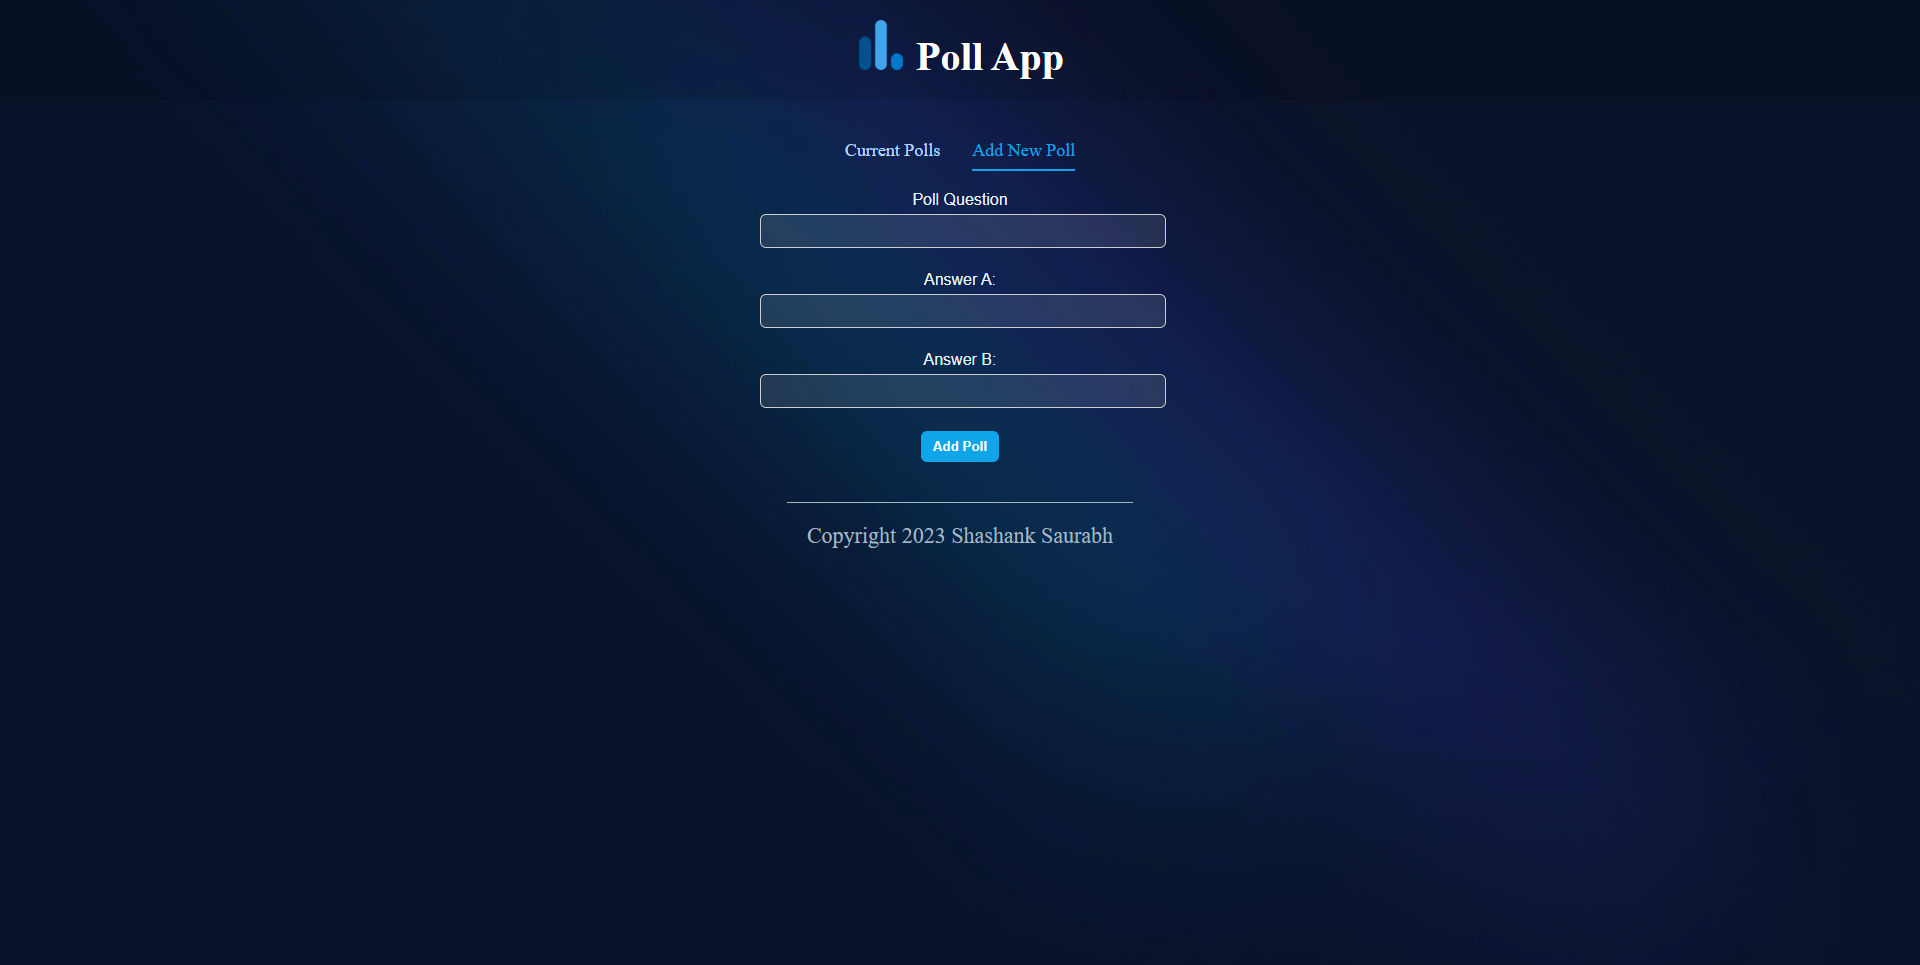 Poll App
Current Polls Add New Poll
Poll Question
Answer A:
Answer B:
Add Poll
Copyright 2023 Shashank Saurabh